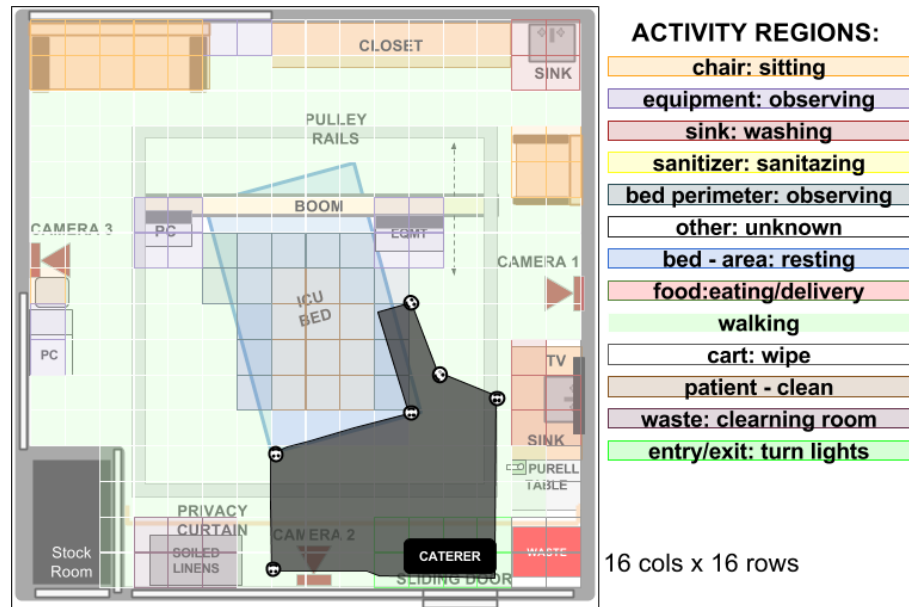 CLOSET
SINK
PULLEY
RAILS
BOOM
PC
EQMT
CAMERA 3
CAMERA 1
ICU
BED
PC
TV
SINK
PURELL
TABLE
PRIVACY
CURTAIN
CAMERA 2
Stock
Room
SOILED
LINENS
CATERER
WASTE
SLIDING DOOR
ACTIVITY REGIONS:
chair: sitting
equipment: observing
sink: washing
sanitizer: sanitazing
bed perimeter: observing
other: unknown
bed - area: resting
food:eating/delivery
walking
cart: wipe
patient - clean
waste: clearning room
entry/exit: turn lights
16 cols x 16 rows